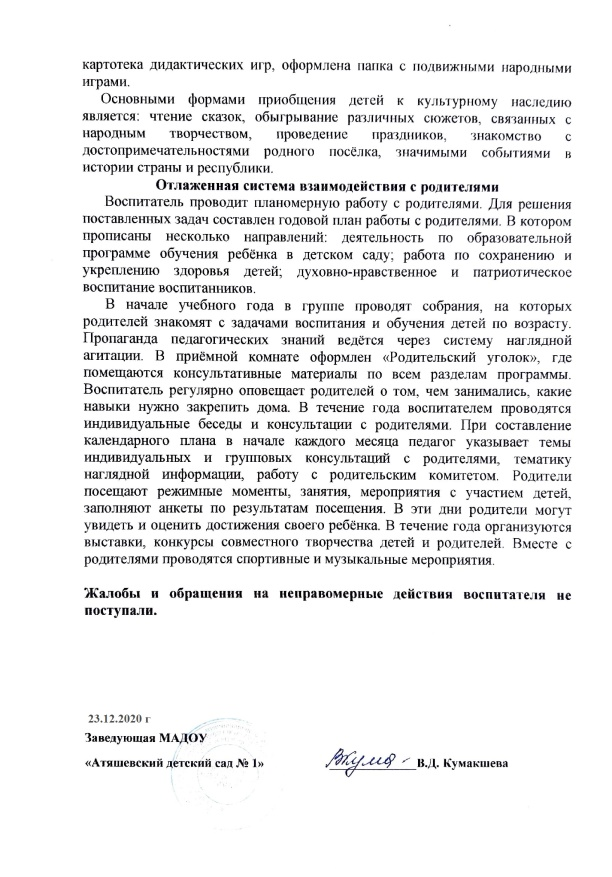 картотека дидактических игр, оформлена папка с подвижными народными
играми.
Основными формами приобщения детей к культурному наследию
является: чтение сказок, обыгрывание различных сюжетов, связанных с
народным творчеством, проведение праздников, знакомство с
достопримечательностями родного посёлка, значимыми событиями в
истории страны и республики.
Отлаженная система взаимодействия с родителями
Воспитатель проводит планомерную работу с родителями. Для решения
поставленных задач составлен годовой план работы с родителями. В котором
прописаны несколько направлений: деятельность по образовательной
программе обучения ребёнка в детском саду; работа по сохранению и
укреплению здоровья детей; духовно-нравственное и патриотическое
воспитание воспитанников.
В начале учебного года в группе проводят собрания, на которых
родителей знакомят с задачами воспитания и обучения детей по возрасту.
Пропаганда педагогических знаний ведётся через систему наглядной
агитации. В приёмной комнате оформлен «Родительский уголок», где
помещаются консультативные материалы по всем разделам программы.
Воспитатель регулярно оповещает родителей о том, чем занимались, какие
навыки нужно закрепить дома. В течение года воспитателем проводятся
индивидуальные беседы и консультации с родителями. При составление
календарного плана в начале каждого месяца педагог указывает темы
индивидуальных и групповых консультаций с родителями, тематику
наглядной информации, работу с родительским комитетом. Родители
посещают режимные моменты, занятия, мероприятия с участием детей,
заполняют анкеты по результатам посещения. В эти дни родители могут
увидеть и оценить достижения своего ребёнка. В течение года организуются
выставки, конкурсы совместного творчества детей и родителей. Вместе с
родителями проводятся спортивные и музыкальные мероприятия.
Жалобы и обращения на неправомерные действия воспитателя не
поступали.
23.12.2020 г
Заведующая МАДОУ
«Атяшевский детский сад № 1» В.Д. Кумакшева